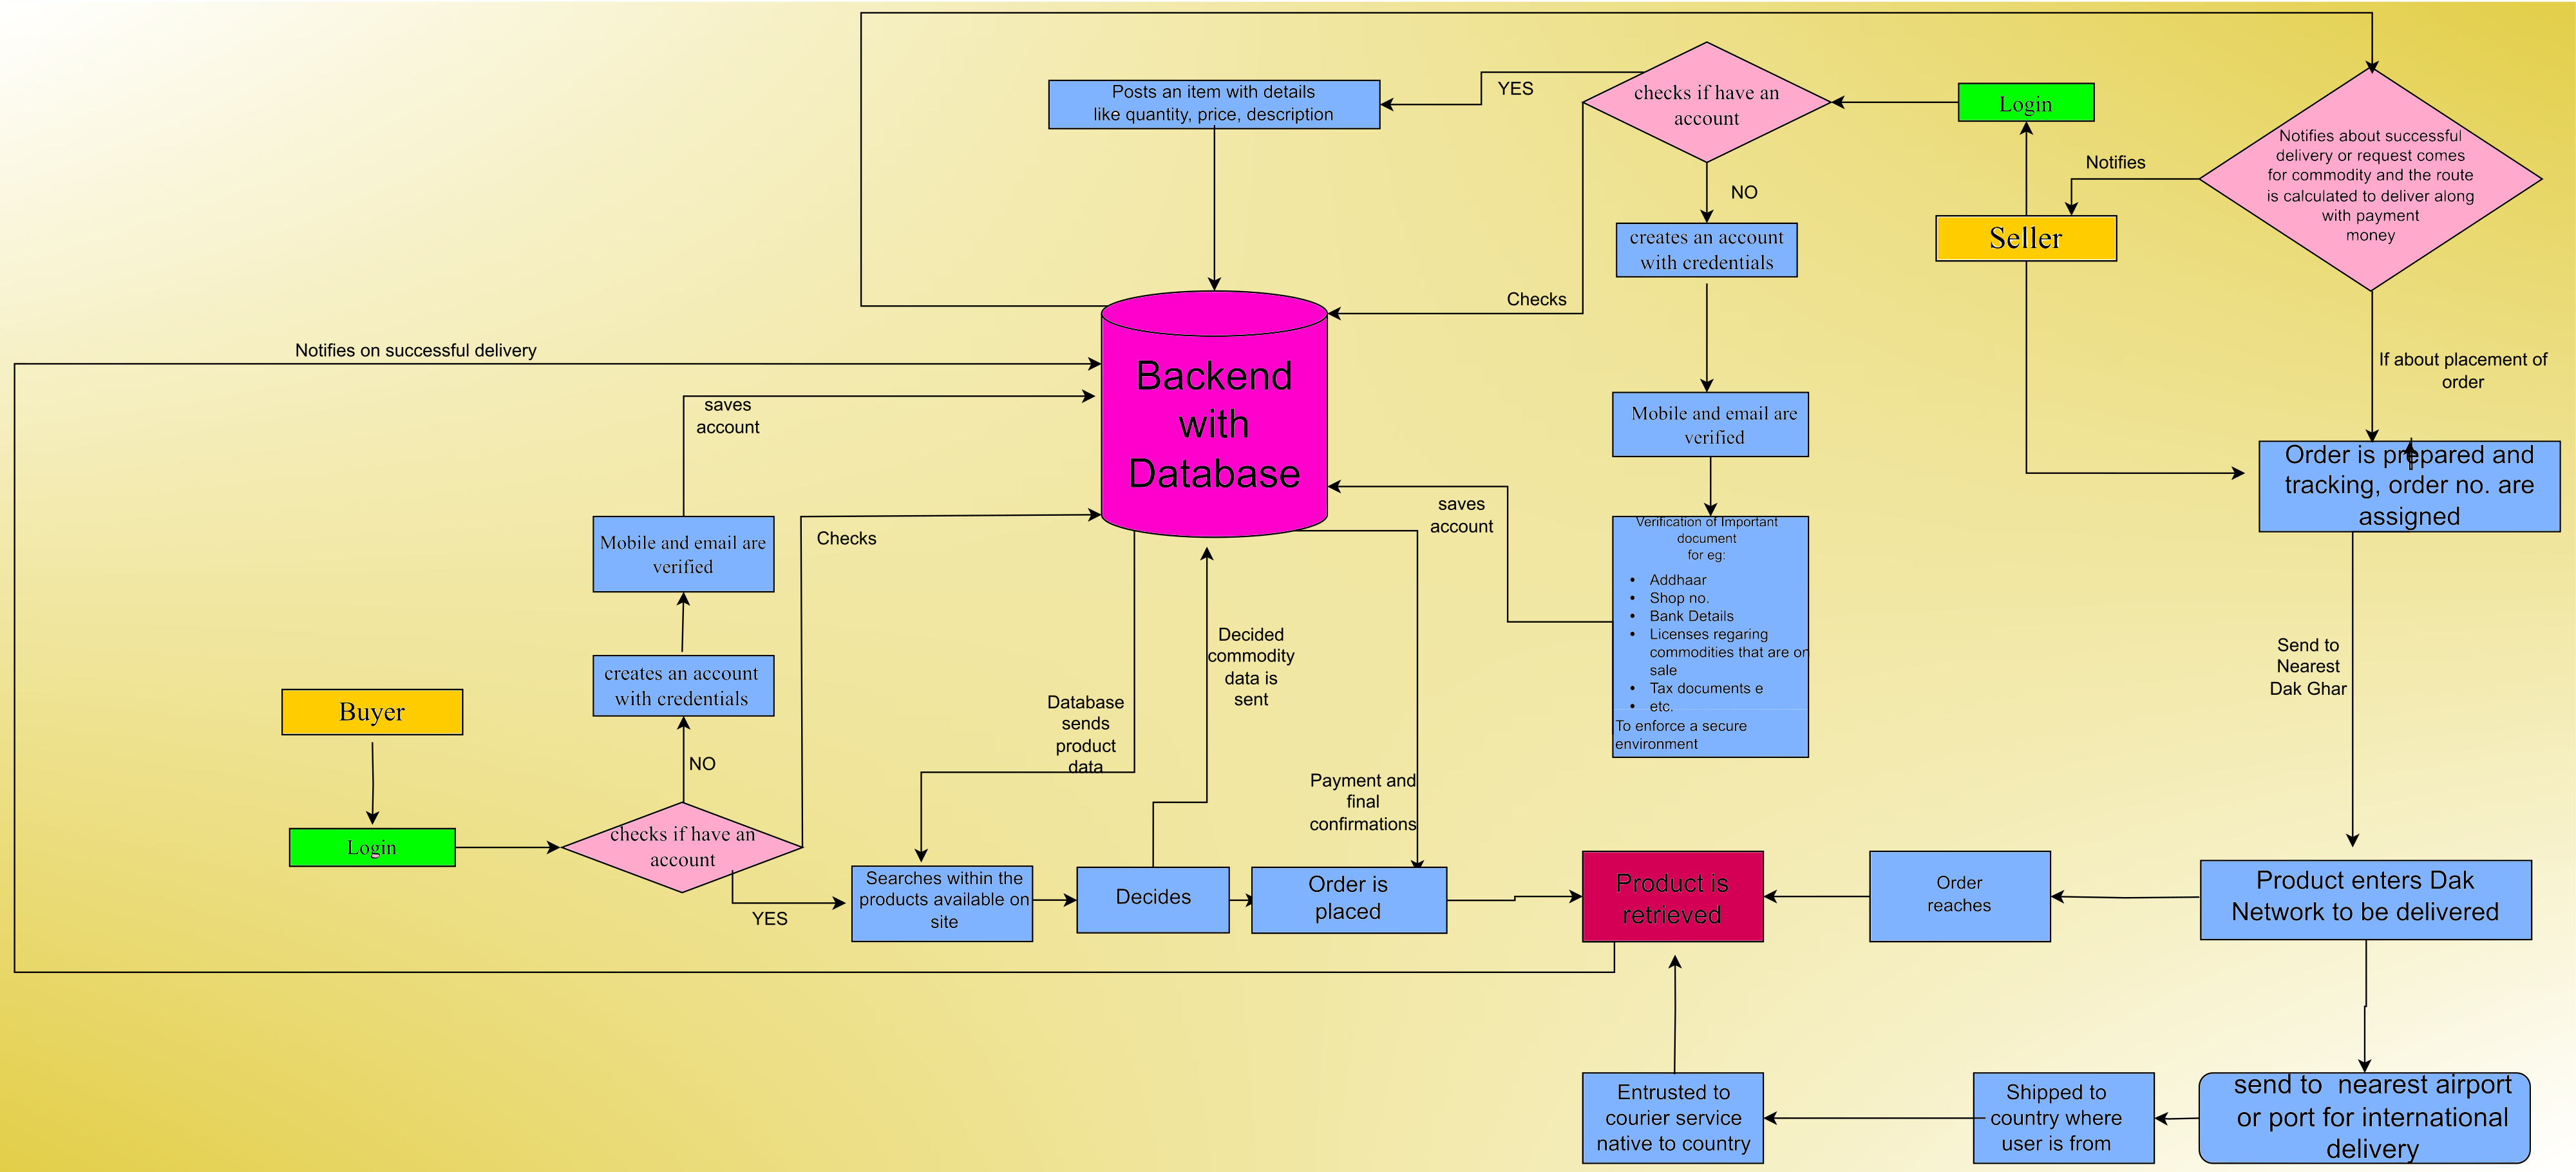 Posts an item with details
like quantity, price, description
YES
checks if have an
account
Login
Notifies about successful
delivery or request comes
for commodity and the route
is calculated to deliver along
with payment
money
Notifies
NO
Seller
creates an account
with credentials
Checks
Notifies on successful delivery
If about placement of
order
Backend
with
Database
saves
account
Mobile and email are
verified
Order is prepared and
tracking, order no. are
assigned
saves
account
Checks
Mobile and email are
verified
Verification of Important
document
for eg:
• Addhaar
• Shop no.
• Bank Details
• Licenses regaring
commodities that are on
sale
• Tax documents e
• etc.
To enforce a secure
environment
Decided
commodity
data is
sent
Send to
Nearest
Dak Ghar
creates an account
with credentials
Buyer
Database
sends
product
data
NO
Payment and
final
confirmations
Login
checks if have an
account
YES
Searches within the
products available on
site
Decides
Order is
placed
Product is
retrieved
Order
reaches
Product enters Dak
Network to be delivered
Entrusted to
courier service
native to country
Shipped to
country where
user is from
send to  nearest airport
or port for international
delivery